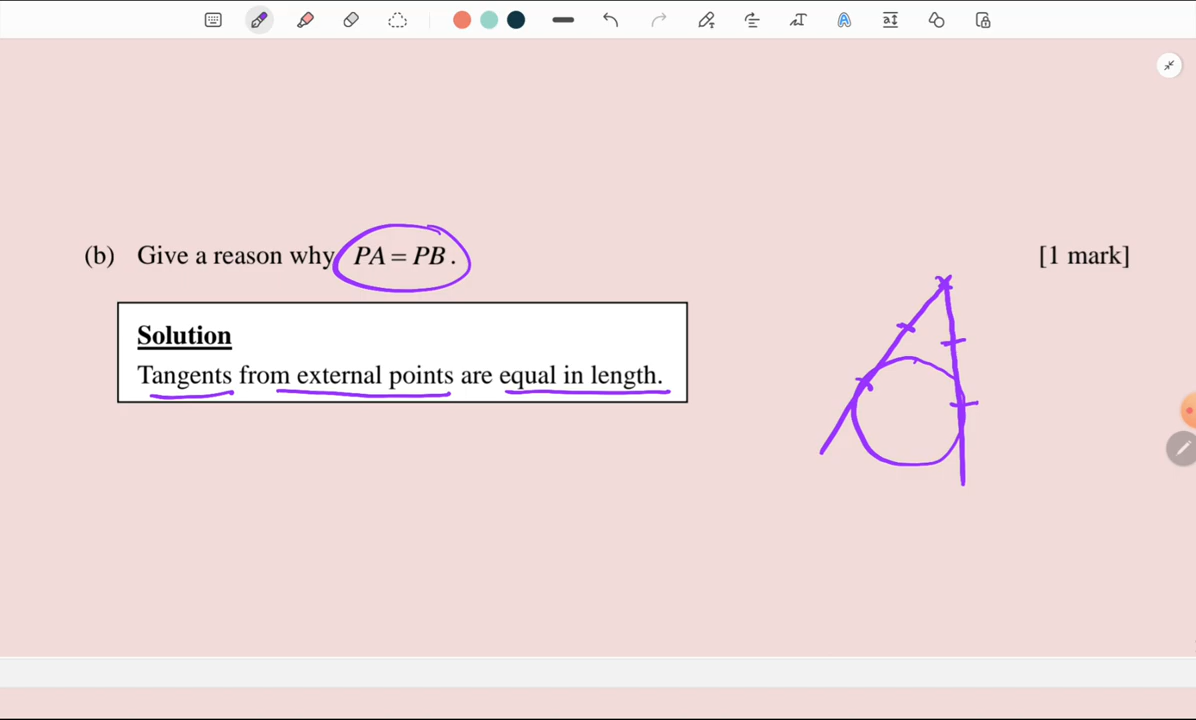 (b) Give a reason why PA = PB. [1 mark]
Solution
Tangents from external points are equal in length.